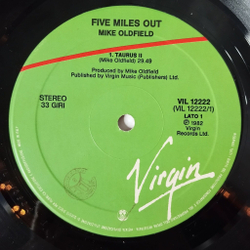 FIVE MILES OUT
MIKE OLDFIELD
1. TAURUS II
(Mike Oldfield) 29.49
Produced by Mike Oldfield
Published by Virgin Music (Publishers) Ltd.
STEREO
33 GIRI
VIL 12222
(VIL 12222/1)
LATO 1
℗ 1982
Virgin
Records Ltd.
Virgin